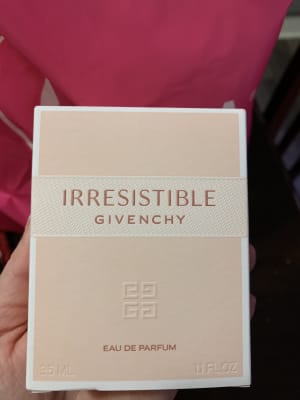 IRRESISTIBLE
GIVENCHY
EAU DE PARFUM
35 ML 1.1 FL.OZ